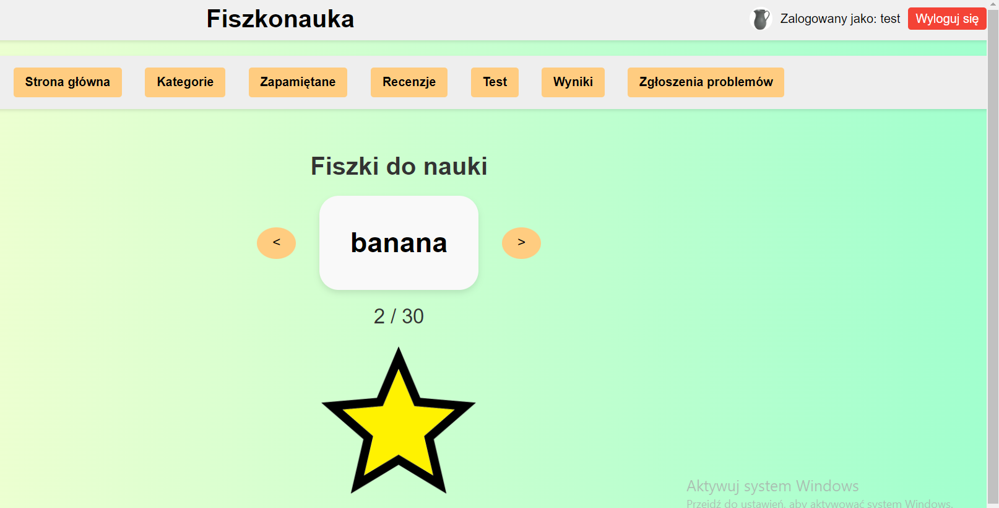 Fiszkonauka
Zalogowany jako: test
Wyloguj się
Strona główna
Kategorie
Zapamiętane
Recenzje
Test
Wyniki
Zgłoszenia problemów
Fiszki do nauki
<
banana
>
2 / 30
Aktywuj system Windows
Przejdź do ustawień, aby aktywować system Windows.